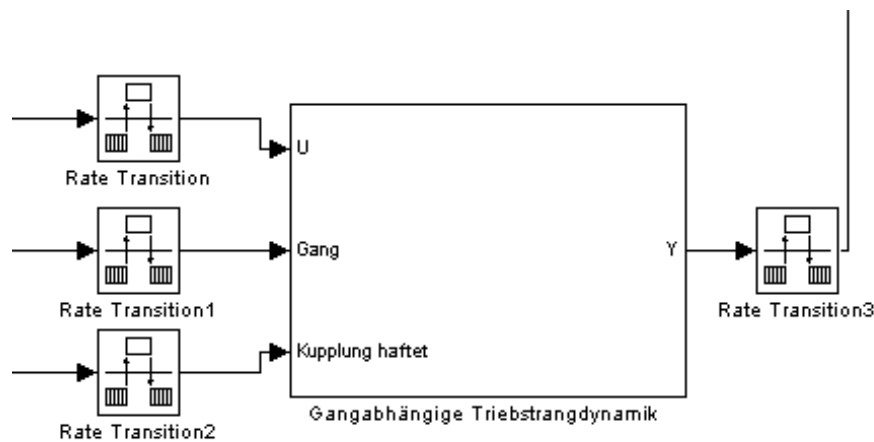 U
Rate Transition
Gang
Y
Rate Transition1
Rate Transition3
Kupplung haftet
Gangabhängige Triebstrangdynamik
Rate Transition2